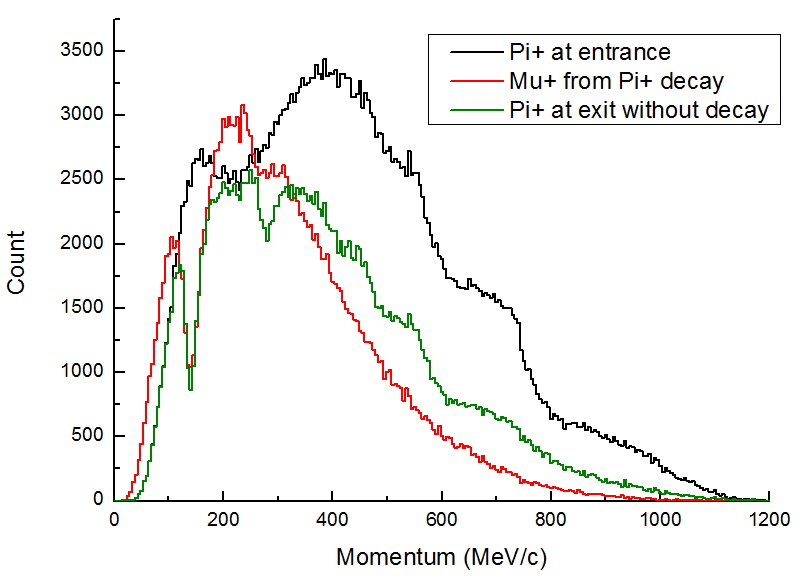 3500
3000
2500
2000
1500
1000
500
0
Count
Pi+ at entrance
Mu+ from Pi+ decay
Pi+ at exit without decay
0 200 400 600 800 1000 1200
Momentum (MeV/c)